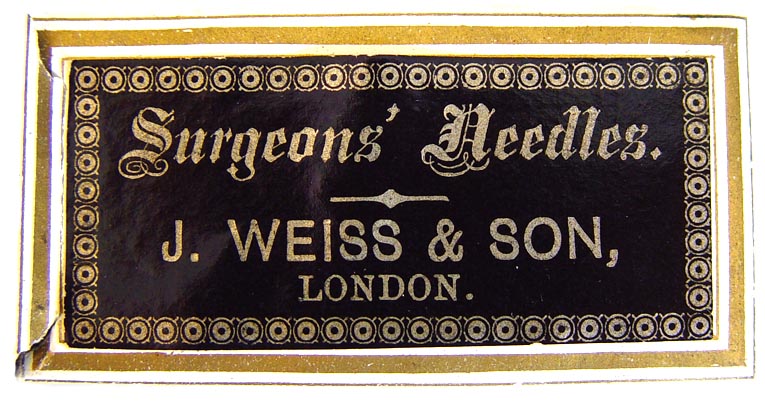 Surgeons' Needles.
J. WEISS & SON,
LONDON.